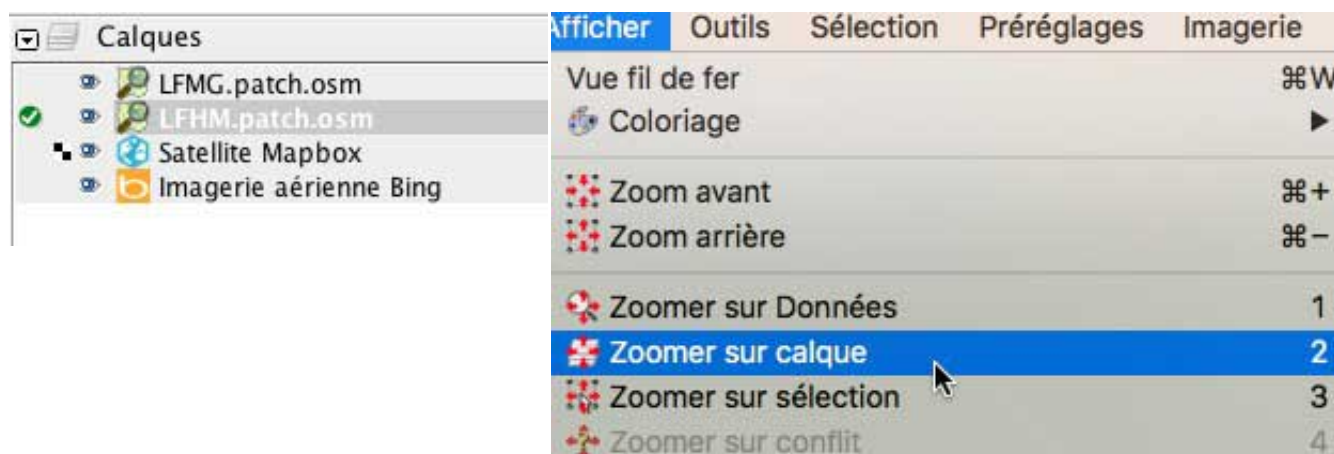 Calques
LFMG.patch.osm
LFHM.patch.osm
Satellite Mapbox
Imagerie aérienne Bing
Afficher Outils Sélection Préréglages Imagerie
Vue fil de fer ⌘W
Coloriage ▶
Zoom avant ⌘+
Zoom arrière ⌘−
Zoomer sur Données 1
Zoomer sur calque 2
Zoomer sur sélection 3
Zoomer sur conflit 4